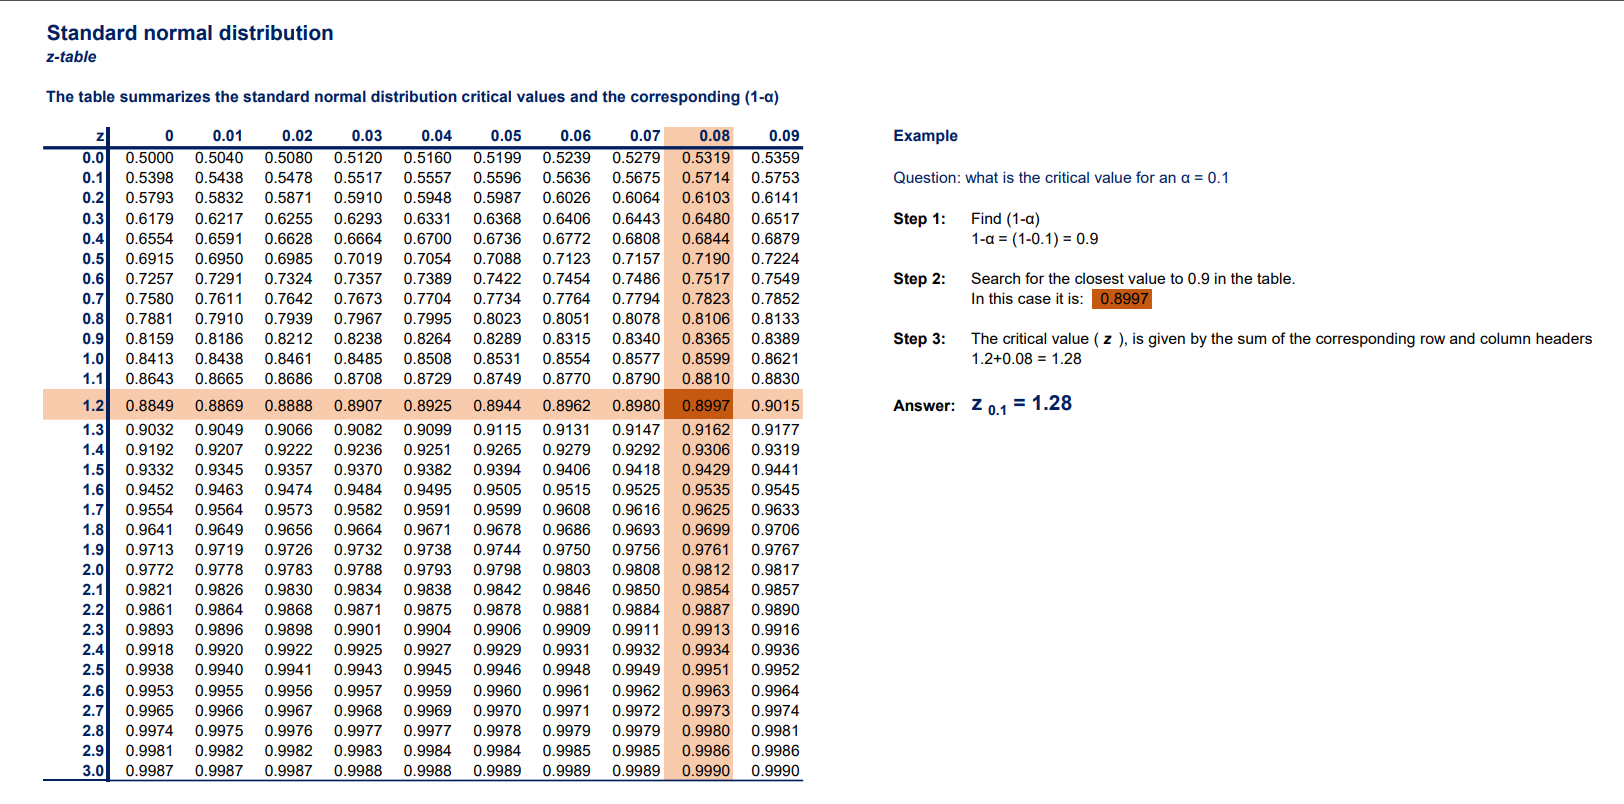 Standard normal distribution
z-table
The table summarizes the standard normal distribution critical values and the corresponding (1-α)
z 0 0.01 0.02 0.03 0.04 0.05 0.06 0.07 0.08 0.09
0.0 0.5000 0.5040 0.5080 0.5120 0.5160 0.5199 0.5239 0.5279 0.5319 0.5359
0.1 0.5398 0.5438 0.5478 0.5517 0.5557 0.5596 0.5636 0.5675 0.5714 0.5753
0.2 0.5793 0.5832 0.5871 0.5910 0.5948 0.5987 0.6026 0.6064 0.6103 0.6141
0.3 0.6179 0.6217 0.6255 0.6293 0.6331 0.6368 0.6406 0.6443 0.6480 0.6517
0.4 0.6554 0.6591 0.6628 0.6664 0.6700 0.6736 0.6772 0.6808 0.6844 0.6879
0.5 0.6915 0.6950 0.6985 0.7019 0.7054 0.7088 0.7123 0.7157 0.7190 0.7224
0.6 0.7257 0.7291 0.7324 0.7357 0.7389 0.7422 0.7454 0.7486 0.7517 0.7549
0.7 0.7580 0.7611 0.7642 0.7673 0.7704 0.7734 0.7764 0.7794 0.7823 0.7852
0.8 0.7881 0.7910 0.7939 0.7967 0.7995 0.8023 0.8051 0.8078 0.8106 0.8133
0.9 0.8159 0.8186 0.8212 0.8238 0.8264 0.8289 0.8315 0.8340 0.8365 0.8389
1.0 0.8413 0.8438 0.8461 0.8485 0.8508 0.8531 0.8554 0.8577 0.8599 0.8621
1.1 0.8643 0.8665 0.8686 0.8708 0.8729 0.8749 0.8770 0.8790 0.8810 0.8830
1.2 0.8849 0.8869 0.8888 0.8907 0.8925 0.8944 0.8962 0.8980 0.8997 0.9015
1.3 0.9032 0.9049 0.9066 0.9082 0.9099 0.9115 0.9131 0.9147 0.9162 0.9177
1.4 0.9192 0.9207 0.9222 0.9236 0.9251 0.9265 0.9279 0.9292 0.9306 0.9319
1.5 0.9332 0.9345 0.9357 0.9370 0.9382 0.9394 0.9406 0.9418 0.9429 0.9441
1.6 0.9452 0.9463 0.9474 0.9484 0.9495 0.9505 0.9515 0.9525 0.9535 0.9545
1.7 0.9554 0.9564 0.9573 0.9582 0.9591 0.9599 0.9608 0.9616 0.9625 0.9633
1.8 0.9641 0.9649 0.9656 0.9664 0.9671 0.9678 0.9686 0.9693 0.9699 0.9706
1.9 0.9713 0.9719 0.9726 0.9732 0.9738 0.9744 0.9750 0.9756 0.9761 0.9767
2.0 0.9772 0.9778 0.9783 0.9788 0.9793 0.9798 0.9803 0.9808 0.9812 0.9817
2.1 0.9821 0.9826 0.9830 0.9834 0.9838 0.9842 0.9846 0.9850 0.9854 0.9857
2.2 0.9861 0.9864 0.9868 0.9871 0.9875 0.9878 0.9881 0.9884 0.9887 0.9890
2.3 0.9893 0.9896 0.9898 0.9901 0.9904 0.9906 0.9909 0.9911 0.9913 0.9916
2.4 0.9918 0.9920 0.9922 0.9925 0.9927 0.9929 0.9931 0.9932 0.9934 0.9936
2.5 0.9938 0.9940 0.9941 0.9943 0.9945 0.9946 0.9948 0.9949 0.9951 0.9952
2.6 0.9953 0.9955 0.9956 0.9957 0.9959 0.9960 0.9961 0.9962 0.9963 0.9964
2.7 0.9965 0.9966 0.9967 0.9968 0.9969 0.9970 0.9971 0.9972 0.9973 0.9974
2.8 0.9974 0.9975 0.9976 0.9977 0.9977 0.9978 0.9979 0.9979 0.9980 0.9981
2.9 0.9981 0.9982 0.9982 0.9983 0.9984 0.9984 0.9985 0.9985 0.9986 0.9986
3.0 0.9987 0.9987 0.9987 0.9988 0.9988 0.9989 0.9989 0.9989 0.9990 0.9990
Example
Question: what is the critical value for an α = 0.1
Step 1: Find (1-α)
1-α = (1-0.1) = 0.9
Step 2: Search for the closest value to 0.9 in the table.
In this case it is: 0.8997
Step 3: The critical value ( z ), is given by the sum of the corresponding row and column headers
1.2+0.08 = 1.28
Answer: z 0.1 = 1.28